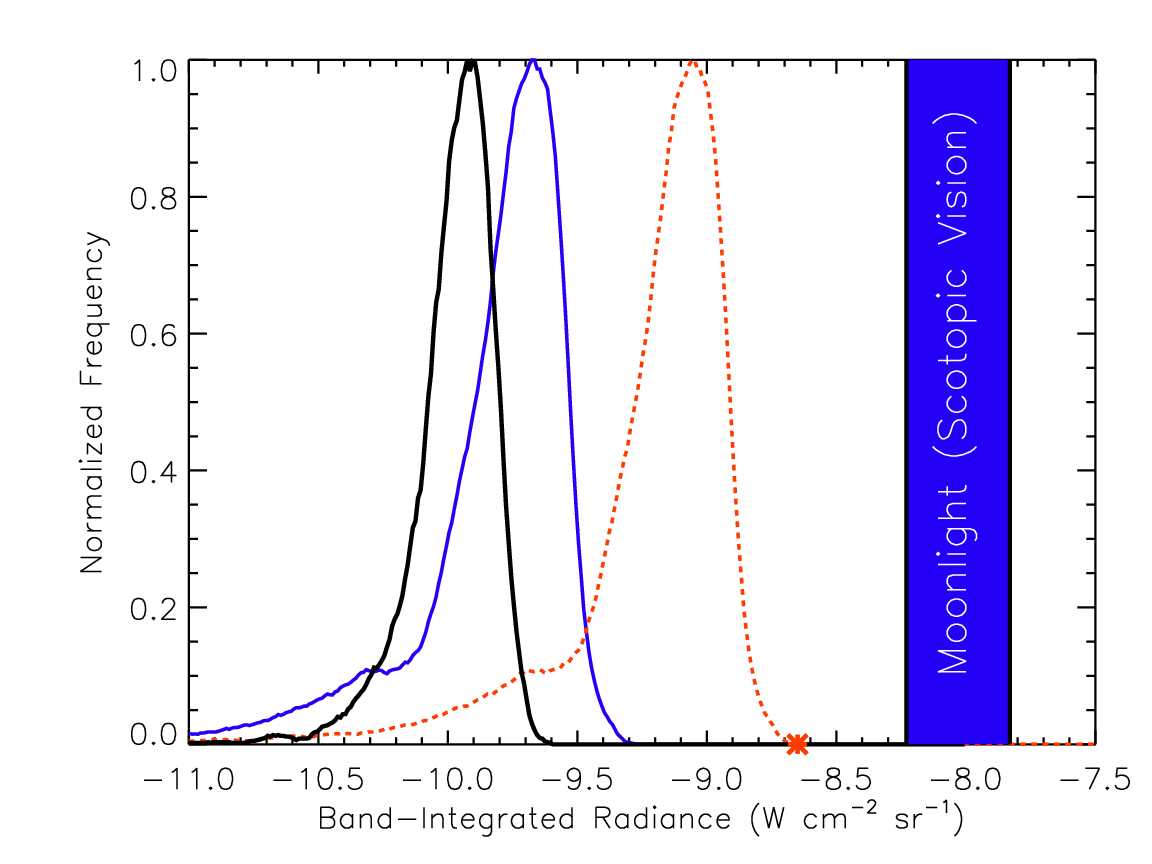 1.0
0.8
0.6
0.4
0.2
0.0
Normalized Frequency
Moonlight (Scotopic Vision)
−11.0 −10.5 −10.0 −9.5 −9.0 −8.5 −8.0 −7.5
Band−Integrated Radiance (W cm⁻² sr⁻¹)